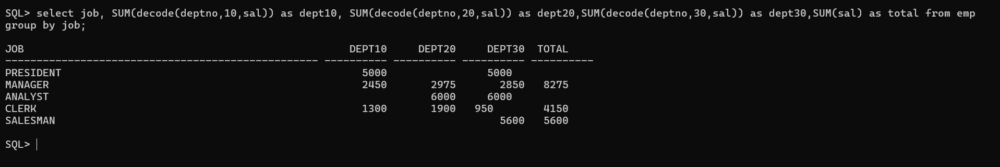 SQL> select job, SUM(decode(deptno,10,sal)) as dept10, SUM(decode(deptno,20,sal)) as dept20,SUM(decode(deptno,30,sal)) as dept30,SUM(sal) as total from emp
group by job;
JOB                                                    DEPT10     DEPT20     DEPT30  TOTAL
-------------------------------------------------- ---------- ---------- ---------- ----------
PRESIDENT                                                5000                5000
MANAGER                                                  2450       2975       2850   8275
ANALYST                                                             6000     6000
CLERK                                                    1300       1900   950        4150
SALESMAN                                                                       5600   5600
SQL>